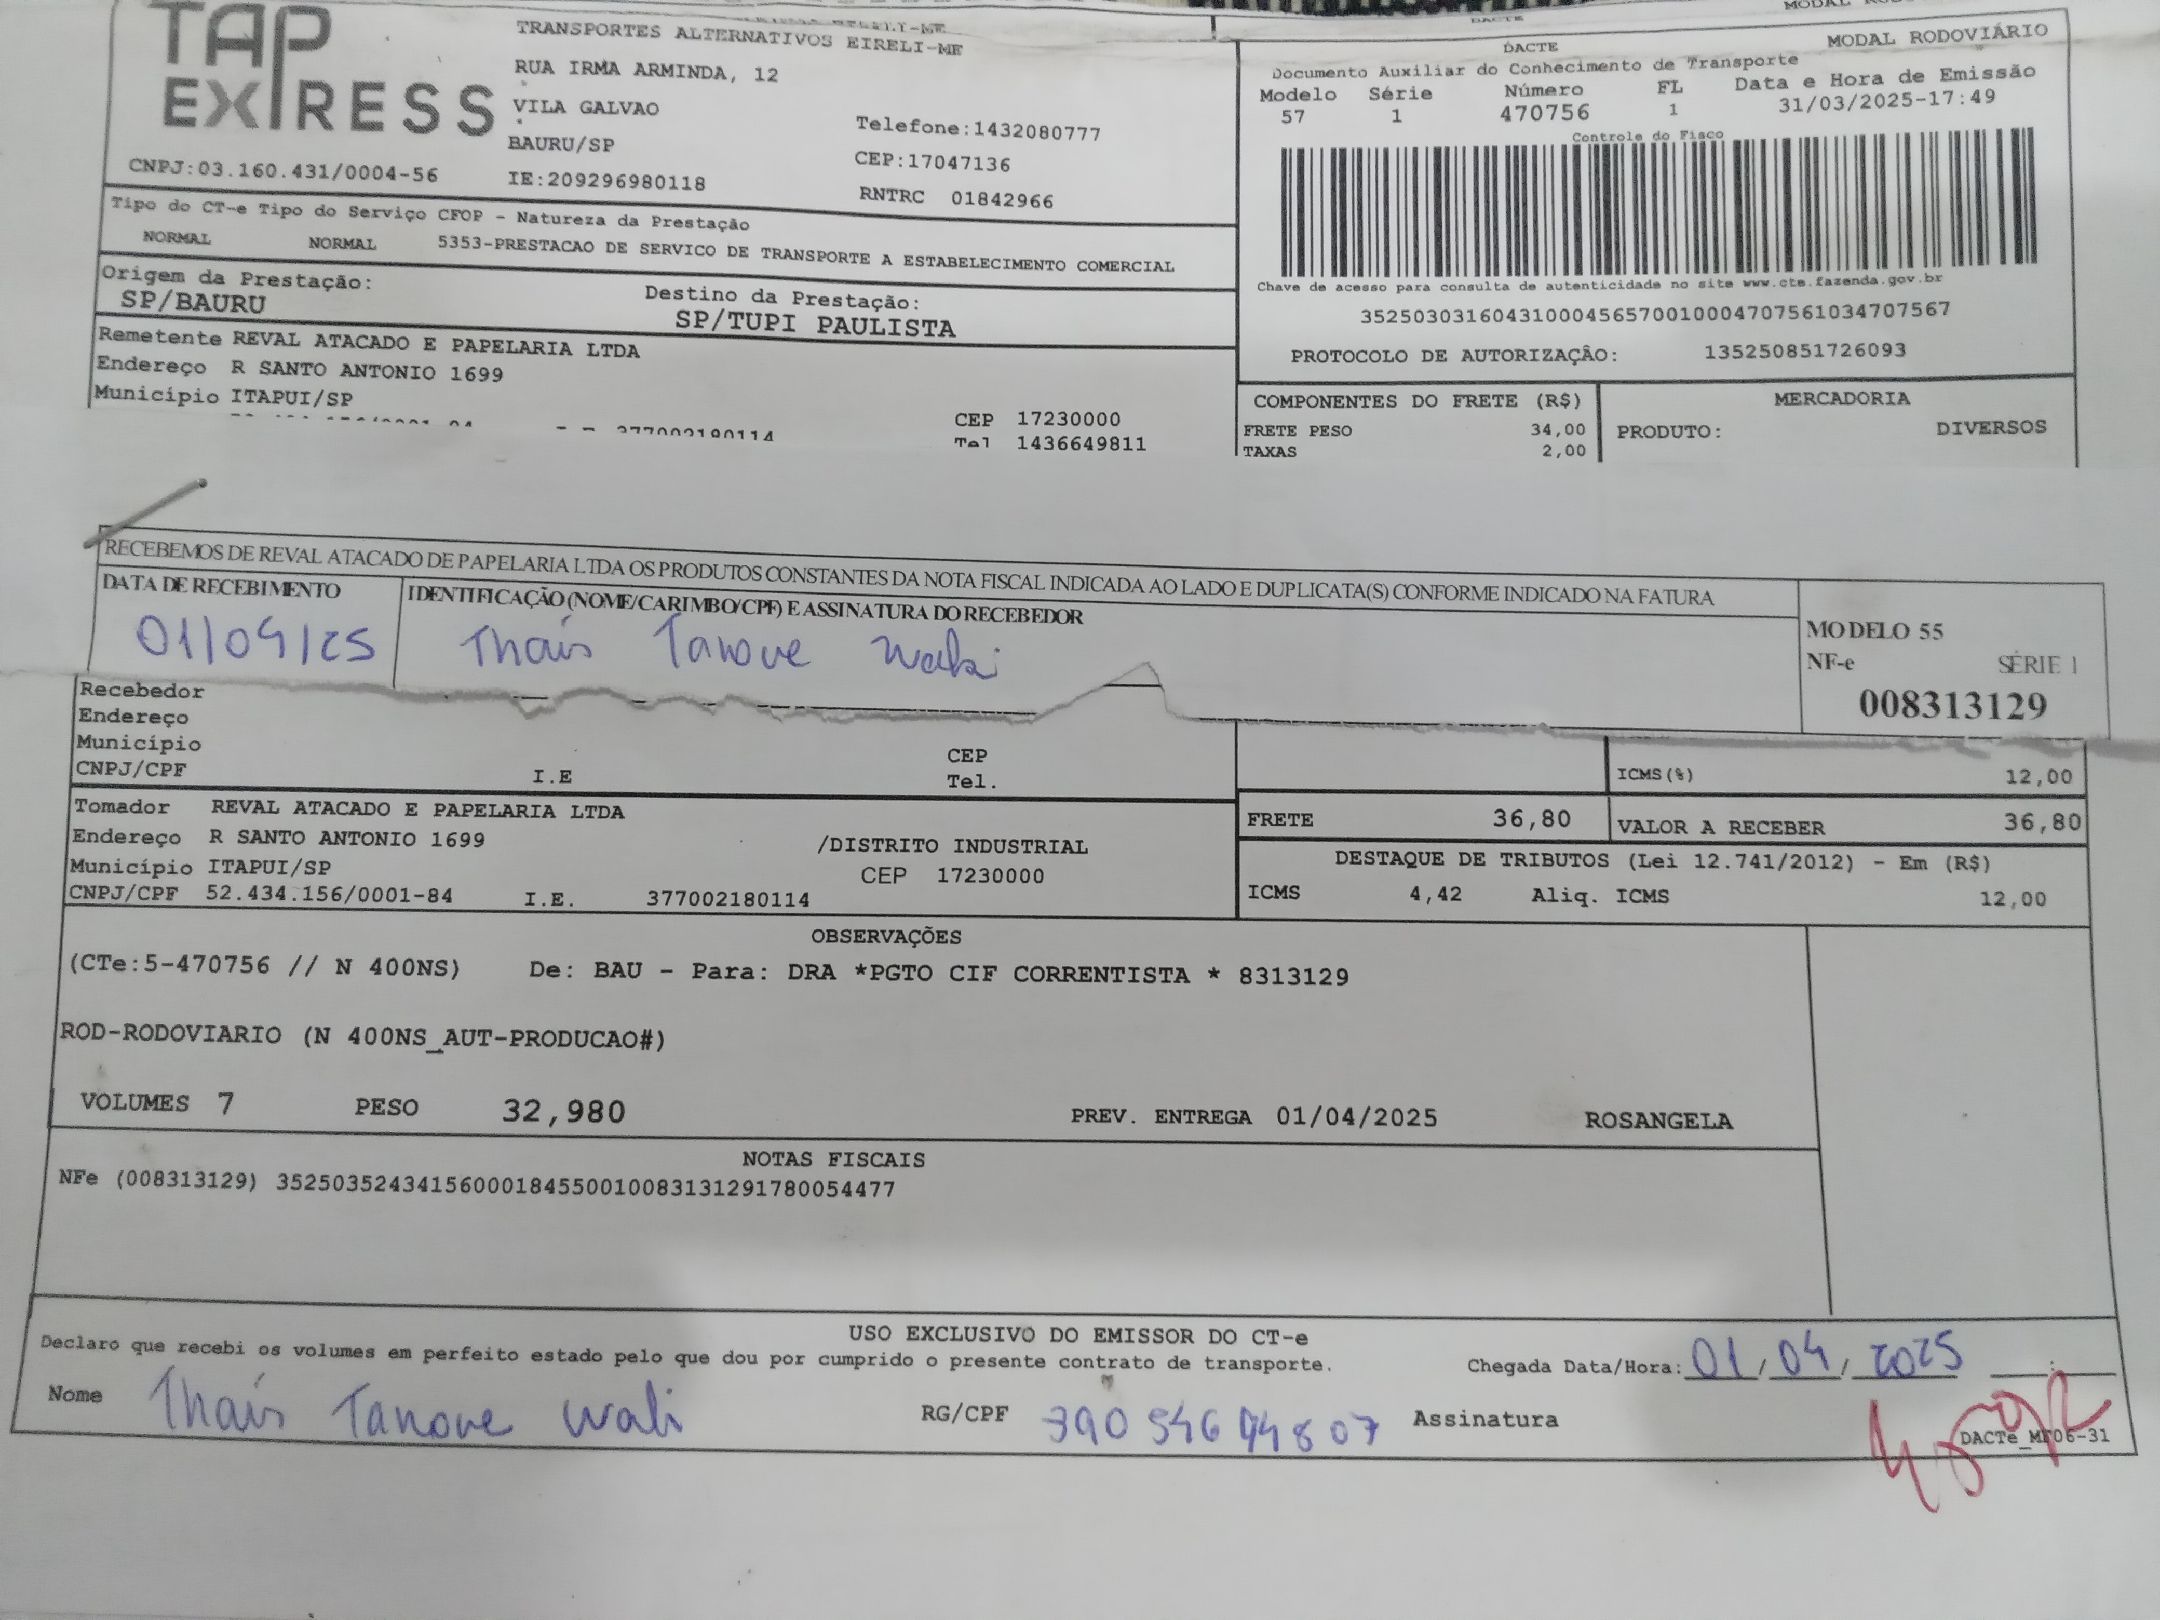 TAP
EXPRESS
TRANSPORTES ALTERNATIVOS EIRELI-ME
RUA IRMA ARMINDA, 12
VILA GALVAO
BAURU/SP
Telefone:1432080777
CEP:17047136
CNPJ:03.160.431/0004-56
IE:209296980118
RNTRC 01842966
DACTE
MODAL RODOVIÁRIO
Documento Auxiliar do Conhecimento de Transporte
Modelo Série Número FL Data e Hora de Emissão
57 1 470756 1 31/03/2025-17:49
Controle do Fisco
Chave de acesso para consulta de autenticidade no site www.cte.fazenda.gov.br
35250303160431000456570010004707561034707567
PROTOCOLO DE AUTORIZAÇÃO: 135250851726093
Tipo do CT-e Tipo do Serviço CFOP - Natureza da Prestação
NORMAL NORMAL 5353-PRESTACAO DE SERVICO DE TRANSPORTE A ESTABELECIMENTO COMERCIAL
Origem da Prestação:
SP/BAURU
Destino da Prestação:
SP/TUPI PAULISTA
Remetente REVAL ATACADO E PAPELARIA LTDA
Endereço R SANTO ANTONIO 1699
Município ITAPUI/SP
CEP 17230000
377002180114
Tel 1436649811
COMPONENTES DO FRETE (R$)
FRETE PESO 34,00
TAXAS 2,00
MERCADORIA
PRODUTO: DIVERSOS
RECEBEMOS DE REVAL ATACADO DE PAPELARIA LTDA OS PRODUTOS CONSTANTES DA NOTA FISCAL INDICADA AO LADO E DUPLICATA(S) CONFORME INDICADO NA FATURA
DATA DE RECEBIMENTO
01/04/25
IDENTIFICAÇÃO (NOME/CARIMBO/CPF) E ASSINATURA DO RECEBEDOR
Thaís Tanove Wali
MODELO 55
NF-e SÉRIE 1
008313129
Recebedor
Endereço
Município CEP
CNPJ/CPF I.E Tel.
ICMS(%) 12,00
Tomador REVAL ATACADO E PAPELARIA LTDA
Endereço R SANTO ANTONIO 1699 /DISTRITO INDUSTRIAL
Município ITAPUI/SP CEP 17230000
CNPJ/CPF 52.434.156/0001-84 I.E. 377002180114
FRETE 36,80 VALOR A RECEBER 36,80
DESTAQUE DE TRIBUTOS (Lei 12.741/2012) - Em (R$)
ICMS 4,42 Aliq. ICMS 12,00
OBSERVAÇÕES
(CTe:5-470756 // N 400NS) De: BAU - Para: DRA *PGTO CIF CORRENTISTA * 8313129
ROD-RODOVIARIO (N 400NS_AUT-PRODUCAO#)
VOLUMES 7 PESO 32,980 PREV. ENTREGA 01/04/2025 ROSANGELA
NOTAS FISCAIS
NFe (008313129) 35250352434156000184550010083131291780054477
USO EXCLUSIVO DO EMISSOR DO CT-e
Declaro que recebi os volumes em perfeito estado pelo que dou por cumprido o presente contrato de transporte.
Chegada Data/Hora: 01/04/2025 :
Nome Thaís Tanove Wali RG/CPF 39054694807 Assinatura
DACTe_MT06-31